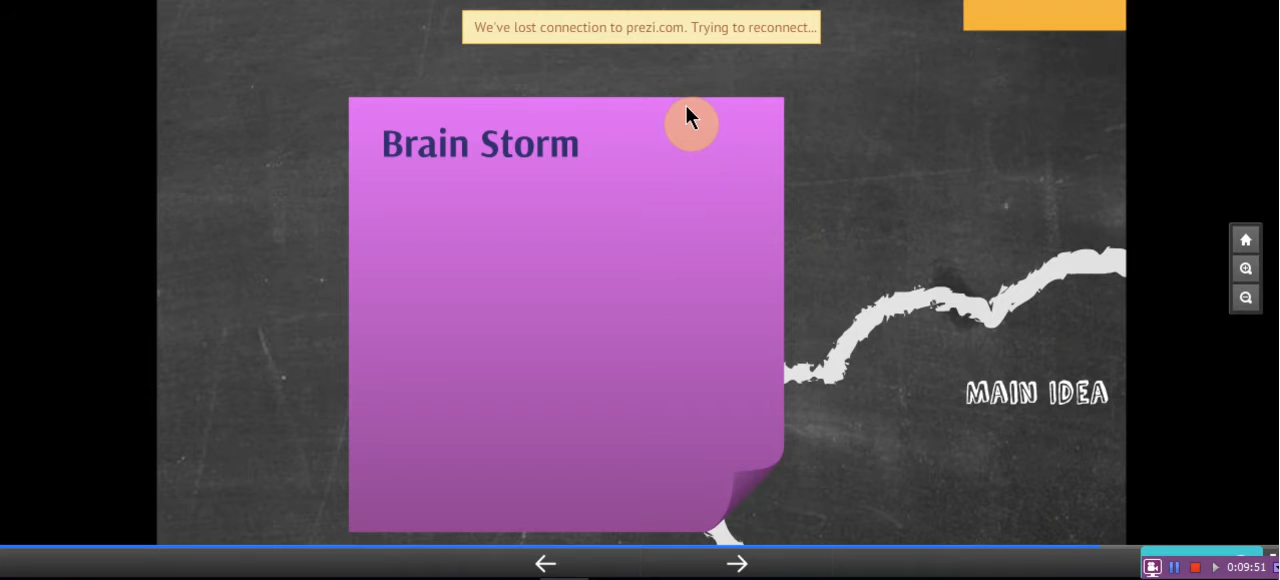 We've lost connection to prezi.com. Trying to reconnect...
Brain Storm
MAIN IDEA
0:09:51